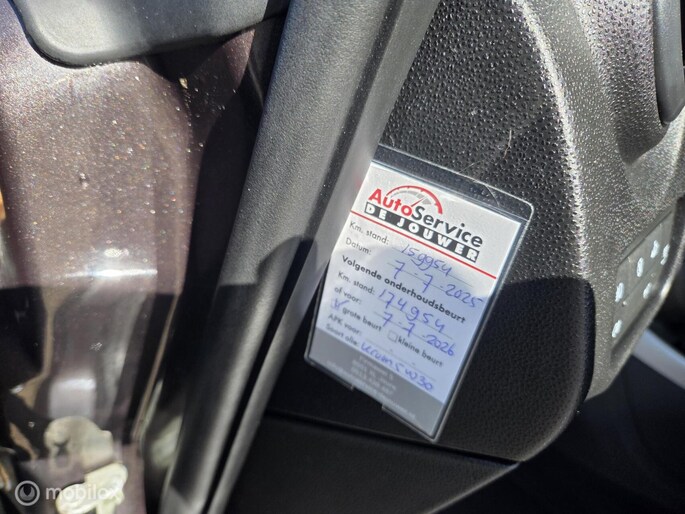 AutoService
DE JOUWER
Km. stand: 159954
Datum: 7.7.2025
Volgende onderhoudsbeurt
Km. stand: 174954
of voor: 7.7.2026
grote beurt kleine beurt
APK voor:
Soort olie: 5W30
mobilox